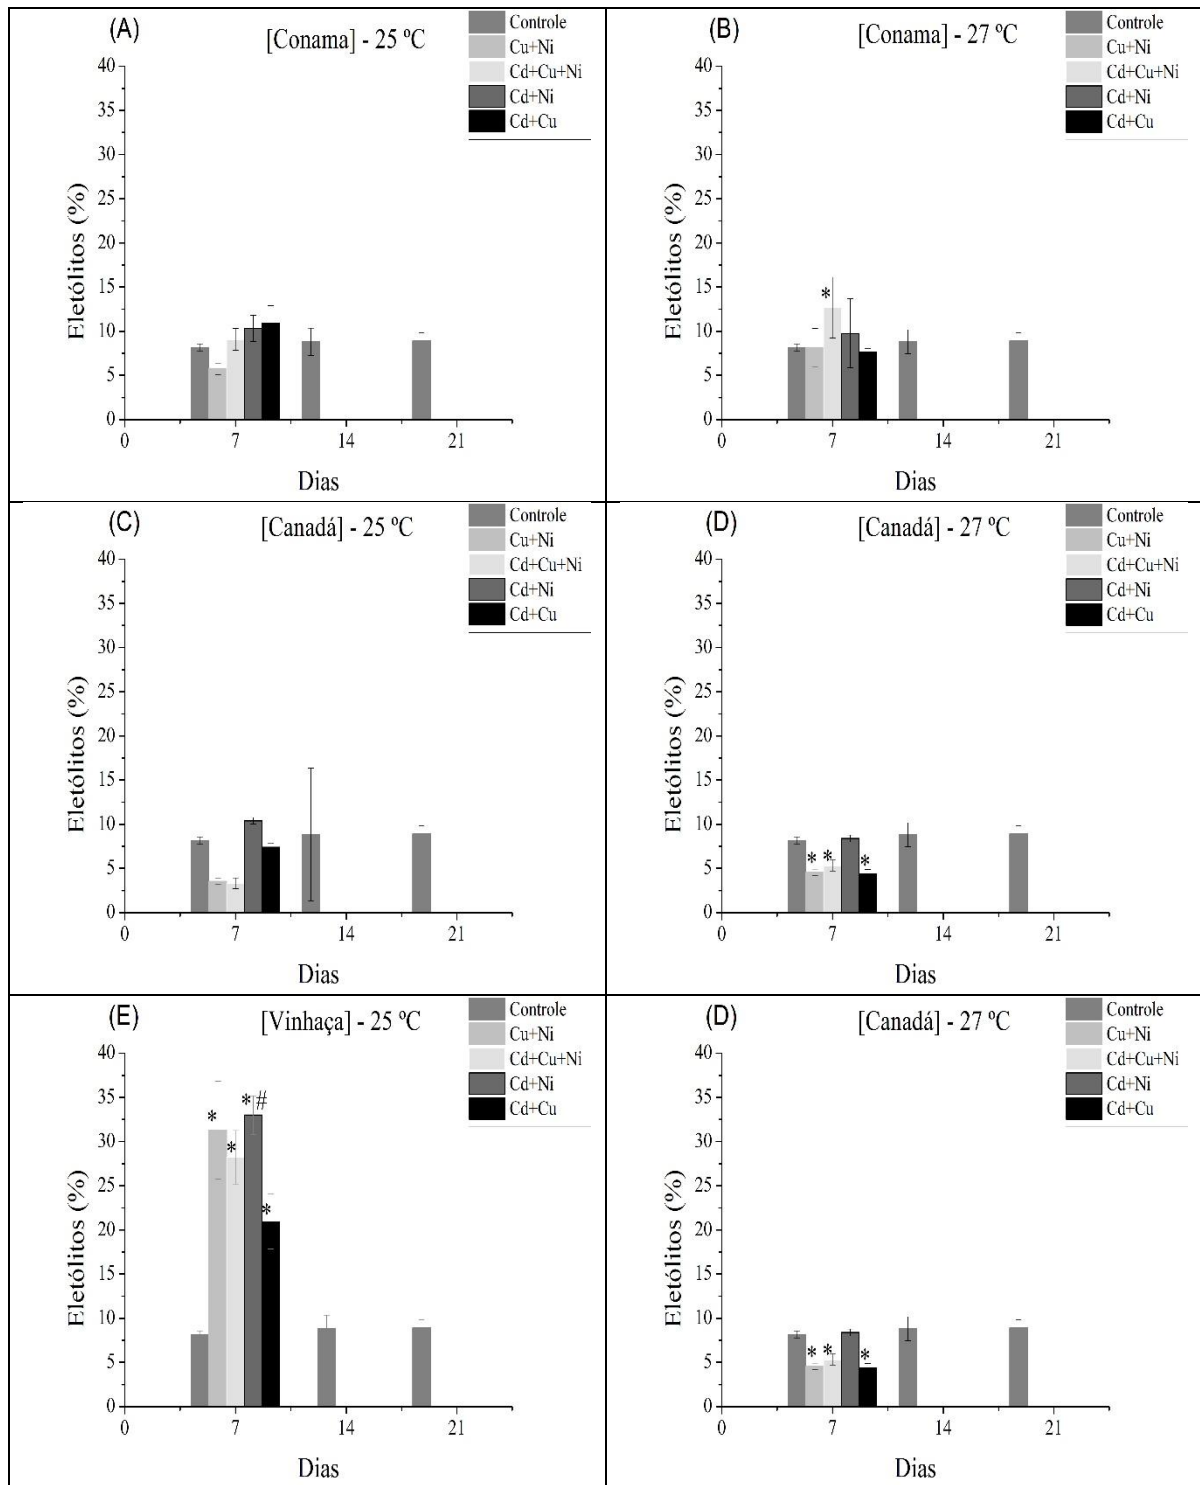 (A)
[Conama] - 25 ºC
Controle
Cu+Ni
Cd+Cu+Ni
Cd+Ni
Cd+Cu
40
35
30
25
20
15
10
5
0
Eletólitos (%)
0 7 14 21
Dias
(B)
[Conama] - 27 ºC
Controle
Cu+Ni
Cd+Cu+Ni
Cd+Ni
Cd+Cu
40
35
30
25
20
15
*
10
5
0
Eletólitos (%)
0 7 14 21
Dias
(C)
[Canadá] - 25 ºC
Controle
Cu+Ni
Cd+Cu+Ni
Cd+Ni
Cd+Cu
40
35
30
25
20
15
10
5
0
Eletólitos (%)
0 7 14 21
Dias
(D)
[Canadá] - 27 ºC
Controle
Cu+Ni
Cd+Cu+Ni
Cd+Ni
Cd+Cu
40
35
30
25
20
15
10
* * *
5
0
Eletólitos (%)
0 7 14 21
Dias
(E)
[Vinhaça] - 25 ºC
Controle
Cu+Ni
Cd+Cu+Ni
Cd+Ni
Cd+Cu
40
35
* * * # *
30
25
20
15
10
5
0
Eletólitos (%)
0 7 14 21
Dias
(D)
[Canadá] - 27 ºC
Controle
Cu+Ni
Cd+Cu+Ni
Cd+Ni
Cd+Cu
40
35
30
25
20
15
10
* * *
5
0
Eletólitos (%)
0 7 14 21
Dias